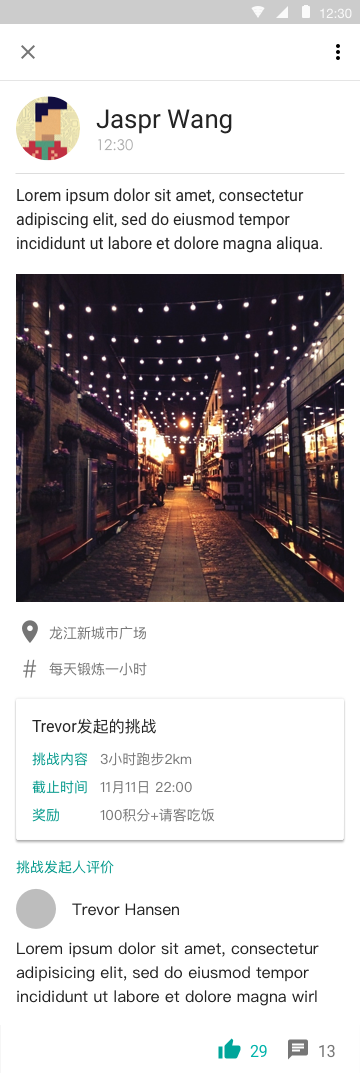 12:30
Jaspr Wang
12:30
Lorem ipsum dolor sit amet, consectetur
adipiscing elit, sed do eiusmod tempor
incididunt ut labore et dolore magna aliqua.
龙江新城市广场
# 每天锻炼一小时
Trevor发起的挑战
挑战内容 3小时跑步2km
截止时间 11月11日 22:00
奖励 100积分+请客吃饭
挑战发起人评价
Trevor Hansen
Lorem ipsum dolor sit amet, consectetur
adipisicing elit, sed do eiusmod tempor
incididunt ut labore et dolore magna wirl
29 13